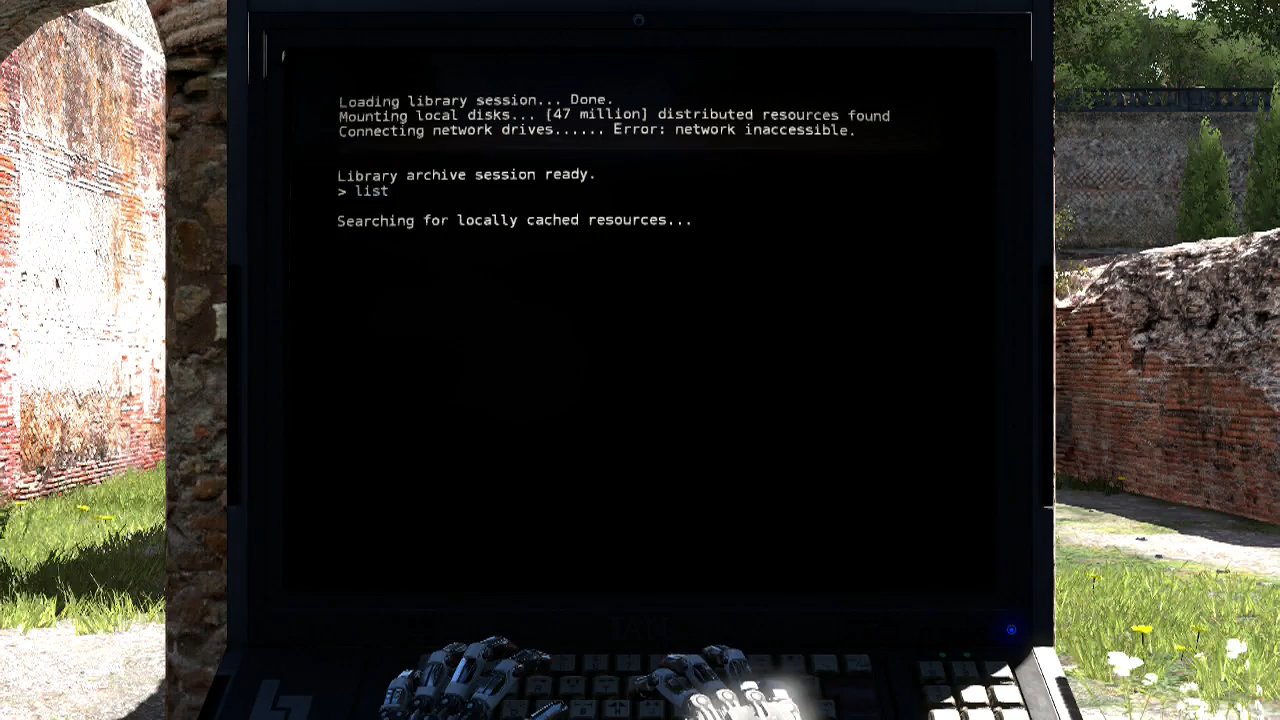 Loading library session... Done.
Mounting local disks... [47 million] distributed resources found
Connecting network drives...... Error: network inaccessible.
Library archive session ready.
> list
Searching for locally cached resources...